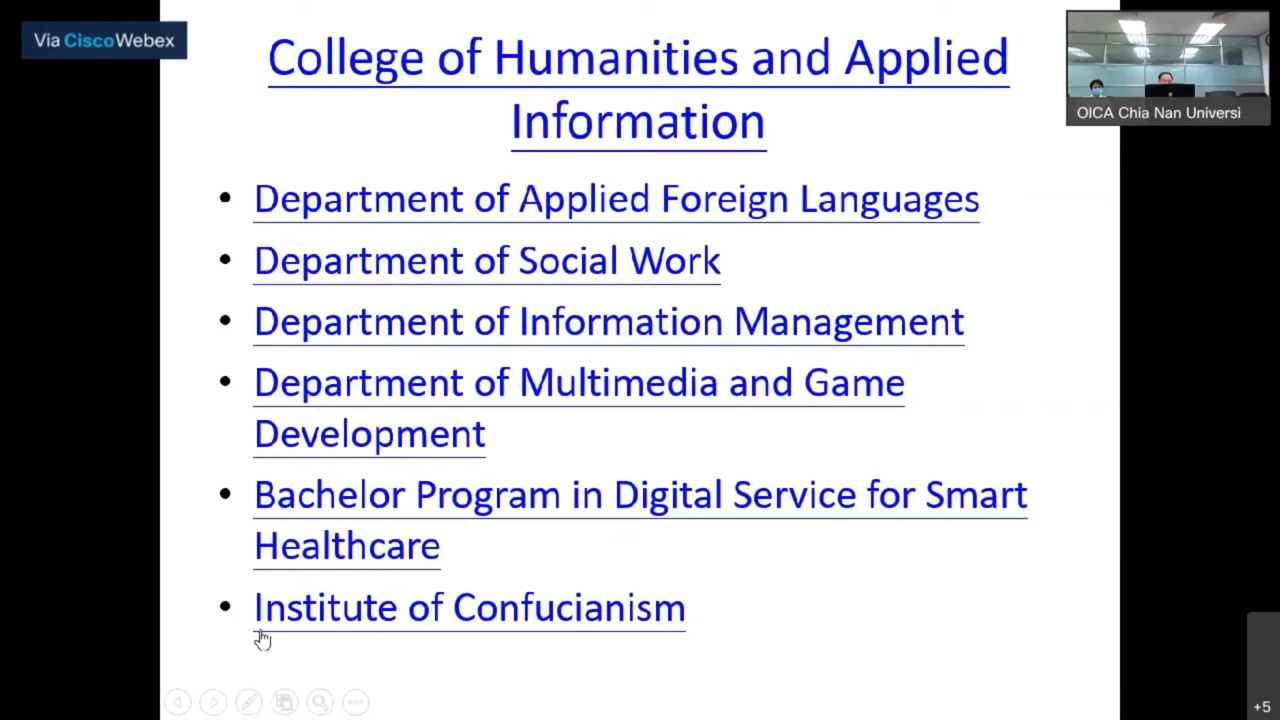 Via Cisco Webex
College of Humanities and Applied
Information
OICA Chia Nan Universi
• Department of Applied Foreign Languages
• Department of Social Work
• Department of Information Management
• Department of Multimedia and Game
Development
• Bachelor Program in Digital Service for Smart
Healthcare
• Institute of Confucianism
+5